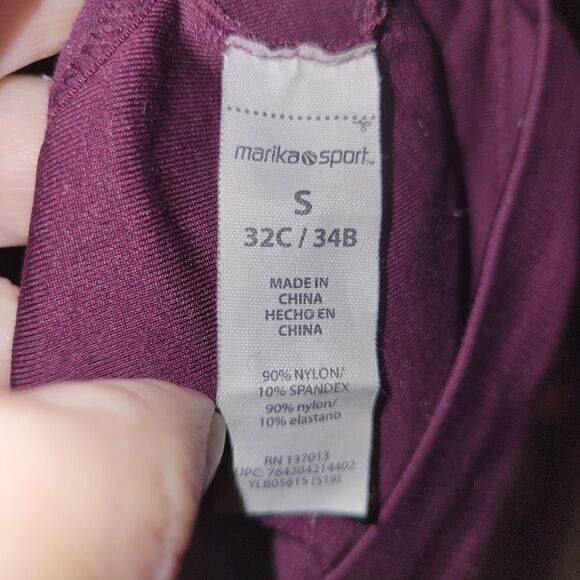 marika sport
S
32C / 34B
MADE IN
CHINA
HECHO EN
CHINA
90% NYLON/
10% SPANDEX
90% nylon/
10% elastano
RN 137013
UPC: 764204214402
YLB0561S (S19)